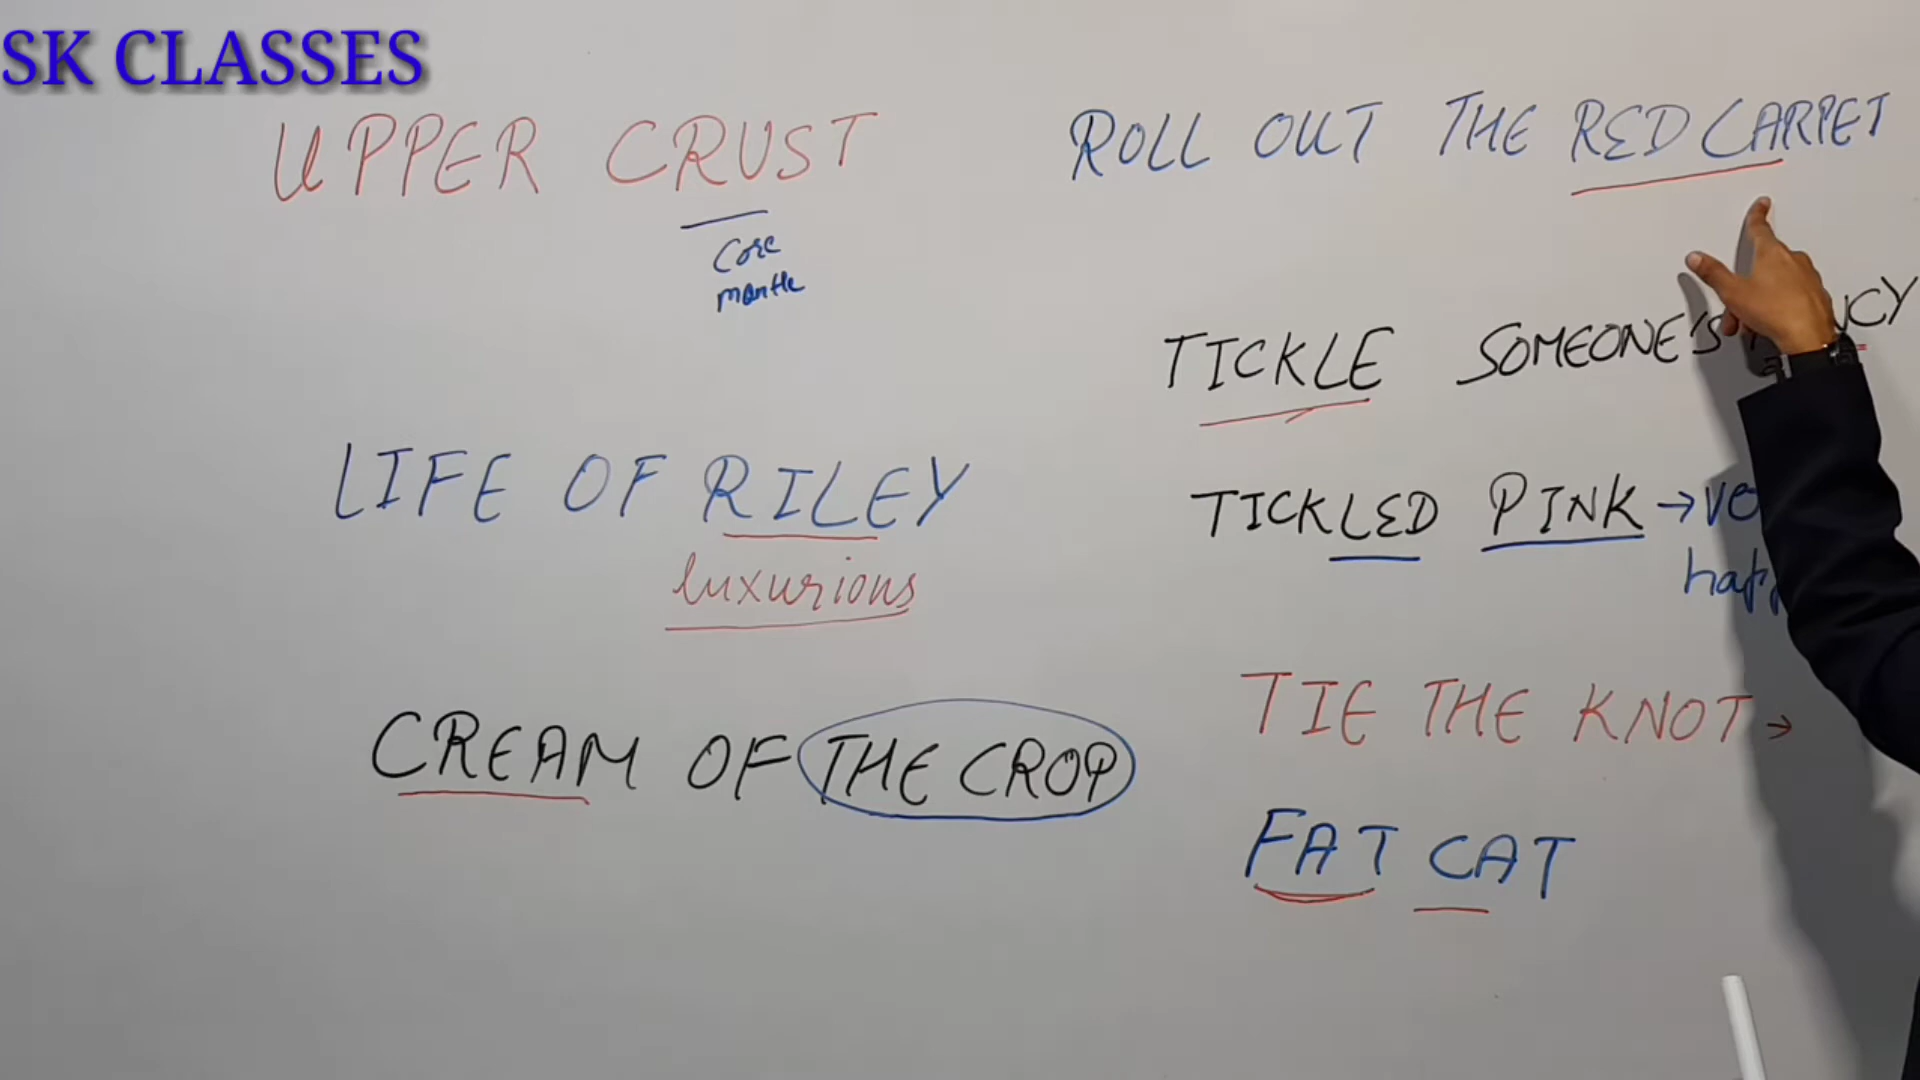 SK CLASSES
UPPER CRUST
Core
mantle
LIFE OF RILEY
luxurious
CREAM OF THE CROP
ROLL OUT THE RED CARPET
TICKLE SOMEONE'S
TICKLED PINK →
TIE THE KNOT →
FAT CAT